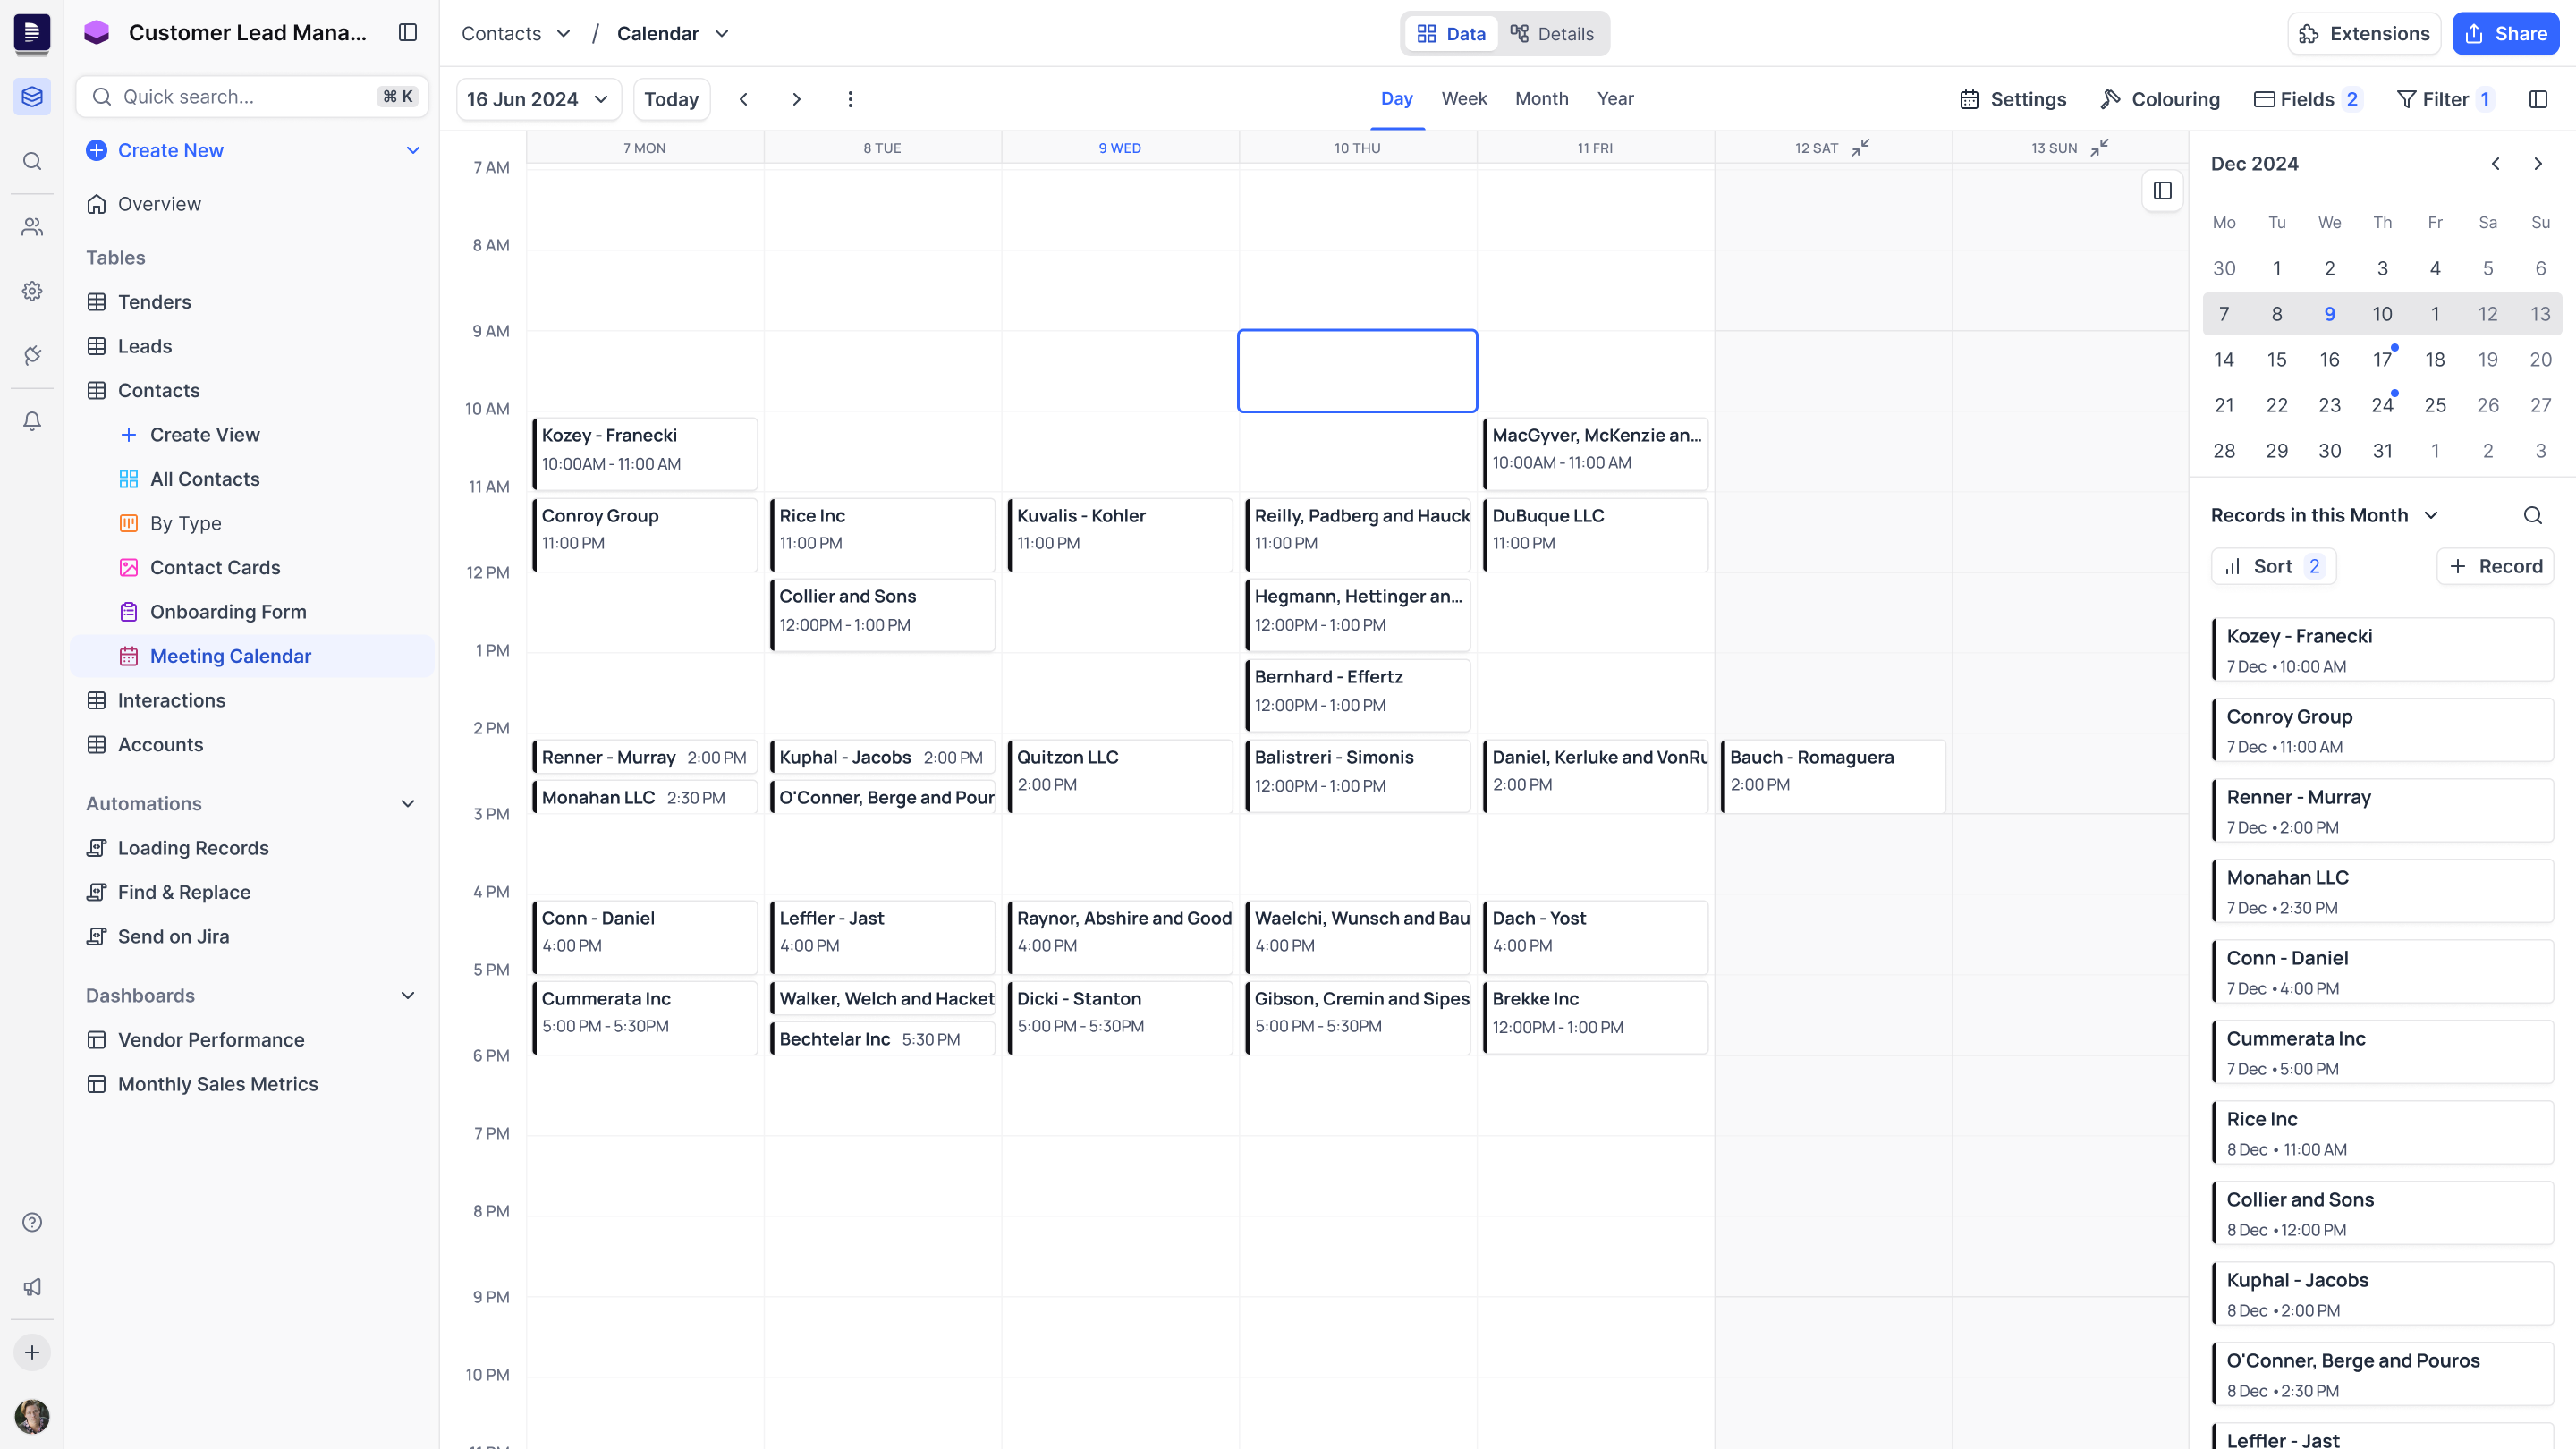 Customer Lead Mana...
Quick search...
⌘ K
Create New
Overview
Tables
Tenders
Leads
Contacts
Create View
All Contacts
By Type
Contact Cards
Onboarding Form
Meeting Calendar
Interactions
Accounts
Automations
Loading Records
Find & Replace
Send on Jira
Dashboards
Vendor Performance
Monthly Sales Metrics
Contacts / Calendar
Data Details
Extensions Share
16 Jun 2024 Today
Day Week Month Year
Settings Colouring Fields 2 Filter 1
7 MON 8 TUE 9 WED 10 THU 11 FRI 12 SAT 13 SUN
7 AM
8 AM
9 AM
10 AM
11 AM
12 PM
1 PM
2 PM
3 PM
4 PM
5 PM
6 PM
7 PM
8 PM
9 PM
10 PM
Kozey - Franecki
10:00AM - 11:00 AM
Conroy Group
11:00 PM
Renner - Murray 2:00 PM
Monahan LLC 2:30 PM
Conn - Daniel
4:00 PM
Cummerata Inc
5:00 PM - 5:30PM
Rice Inc
11:00 PM
Collier and Sons
12:00PM - 1:00 PM
Kuphal - Jacobs 2:00 PM
O'Conner, Berge and Pour
Leffler - Jast
4:00 PM
Walker, Welch and Hacket
Bechtelar Inc 5:30 PM
Kuvalis - Kohler
11:00 PM
Quitzon LLC
2:00 PM
Raynor, Abshire and Good
4:00 PM
Dicki - Stanton
5:00 PM - 5:30PM
Reilly, Padberg and Hauck
11:00 PM
Hegmann, Hettinger an...
12:00PM - 1:00 PM
Bernhard - Effertz
12:00PM - 1:00 PM
Balistreri - Simonis
12:00PM - 1:00 PM
Waelchi, Wunsch and Bau
4:00 PM
Gibson, Cremin and Sipes
5:00 PM - 5:30PM
MacGyver, McKenzie an...
10:00AM - 11:00 AM
DuBuque LLC
11:00 PM
Daniel, Kerluke and VonRu
2:00 PM
Dach - Yost
4:00 PM
Brekke Inc
12:00PM - 1:00 PM
Bauch - Romaguera
2:00 PM
Dec 2024
Mo Tu We Th Fr Sa Su
30 1 2 3 4 5 6
7 8 9 10 1 12 13
14 15 16 17 18 19 20
21 22 23 24 25 26 27
28 29 30 31 1 2 3
Records in this Month
Sort 2
Record
Kozey - Franecki
7 Dec • 10:00 AM
Conroy Group
7 Dec • 11:00 AM
Renner - Murray
7 Dec • 2:00 PM
Monahan LLC
7 Dec • 2:30 PM
Conn - Daniel
7 Dec • 4:00 PM
Cummerata Inc
7 Dec • 5:00 PM
Rice Inc
8 Dec • 11:00 AM
Collier and Sons
8 Dec • 12:00 PM
Kuphal - Jacobs
8 Dec • 2:00 PM
O'Conner, Berge and Pouros
8 Dec • 2:30 PM
Leffler - Jast